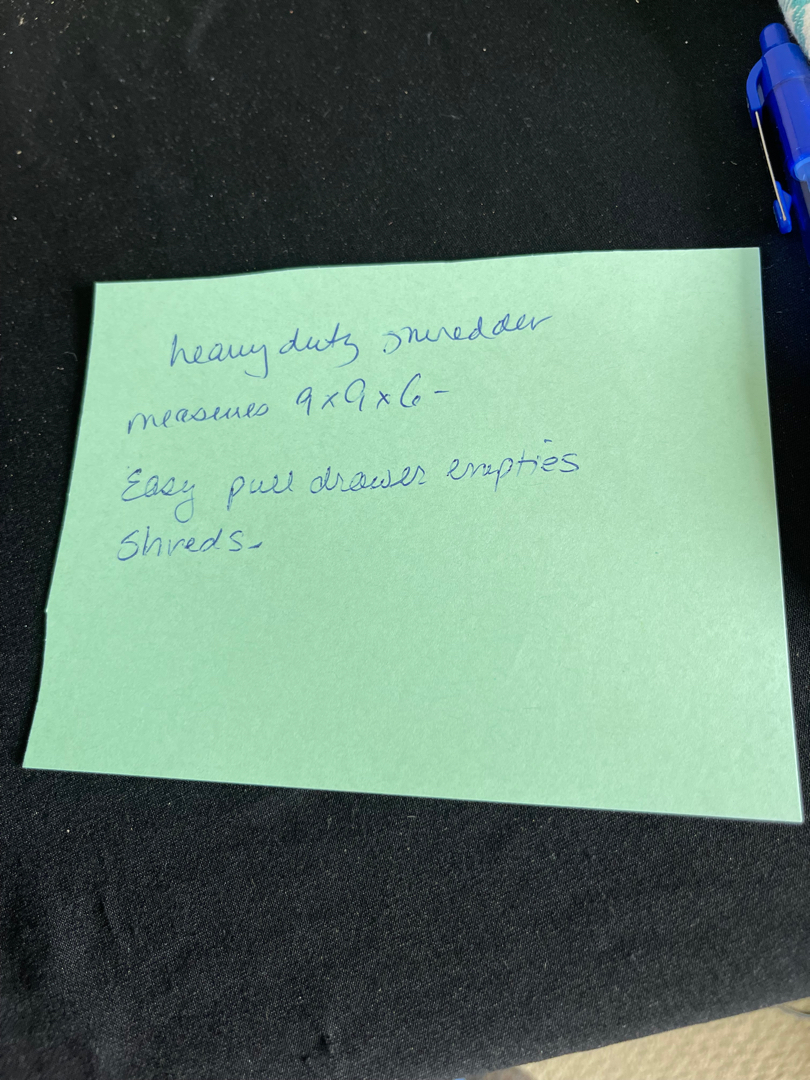 heavy duty shredder
measures 9x9x6-
Easy pull drawer empties
Shreds-